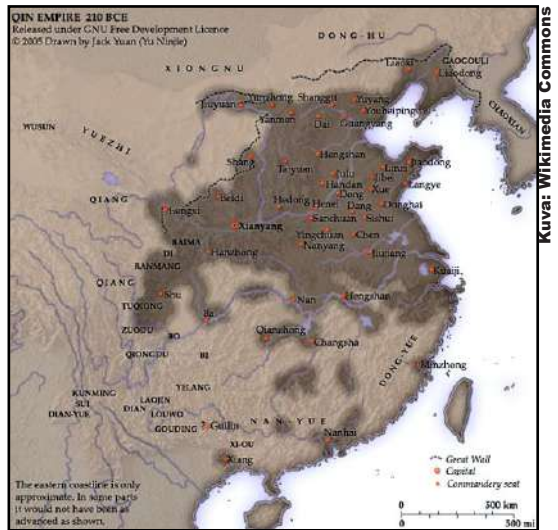 QIN EMPIRE 210 BCE
Released under GNU Free Development Licence
© 2005 Drawn by Jack Yuan (Yu Ninjie)
DONG-HU
XIONGNU
Liaoxi
GAOGOULI
Liaodong
CHAOXIAN
Jiuyuan
Yunzhong
Shanggu
Yuyang
Youbeiping
Yanmen
Dai
Guangyang
WUSUN
YUEZHI
Shang
Taiyuan
Hengshan
Julu
Handan
Linzi
Jiaodong
Jibei
Xue
Langye
QIANG
Beidi
Hedong
Henei
Dong
Dang
Donghai
Longxi
Xianyang
Sanchuan
Sishui
BAIMA
Yingchuan
Chen
DI
Hanzhong
Nanyang
Jiujiang
RANMANG
Kuaiji
QIANG
Shu
Nan
Hengshan
TUQIONG
Ba
ZUODU
BO
Qianzhong
Changsha
QIONGDU
BI
DONG-YUE
Minzhong
YELANG
KUNMING
SUI
LAOJIN
DIAN-YUE
DIAN
LOUWO
GOUDING
Guilin
NAN-YUE
XI-OU
Nanhai
Xiang
The eastern coastline is only
approximate. In some parts
it would not have been as
advanced as shown.
Great Wall
Capital
Commandery seat
0 500 km
0 300 mi
Kuva: Wikimedia Commons